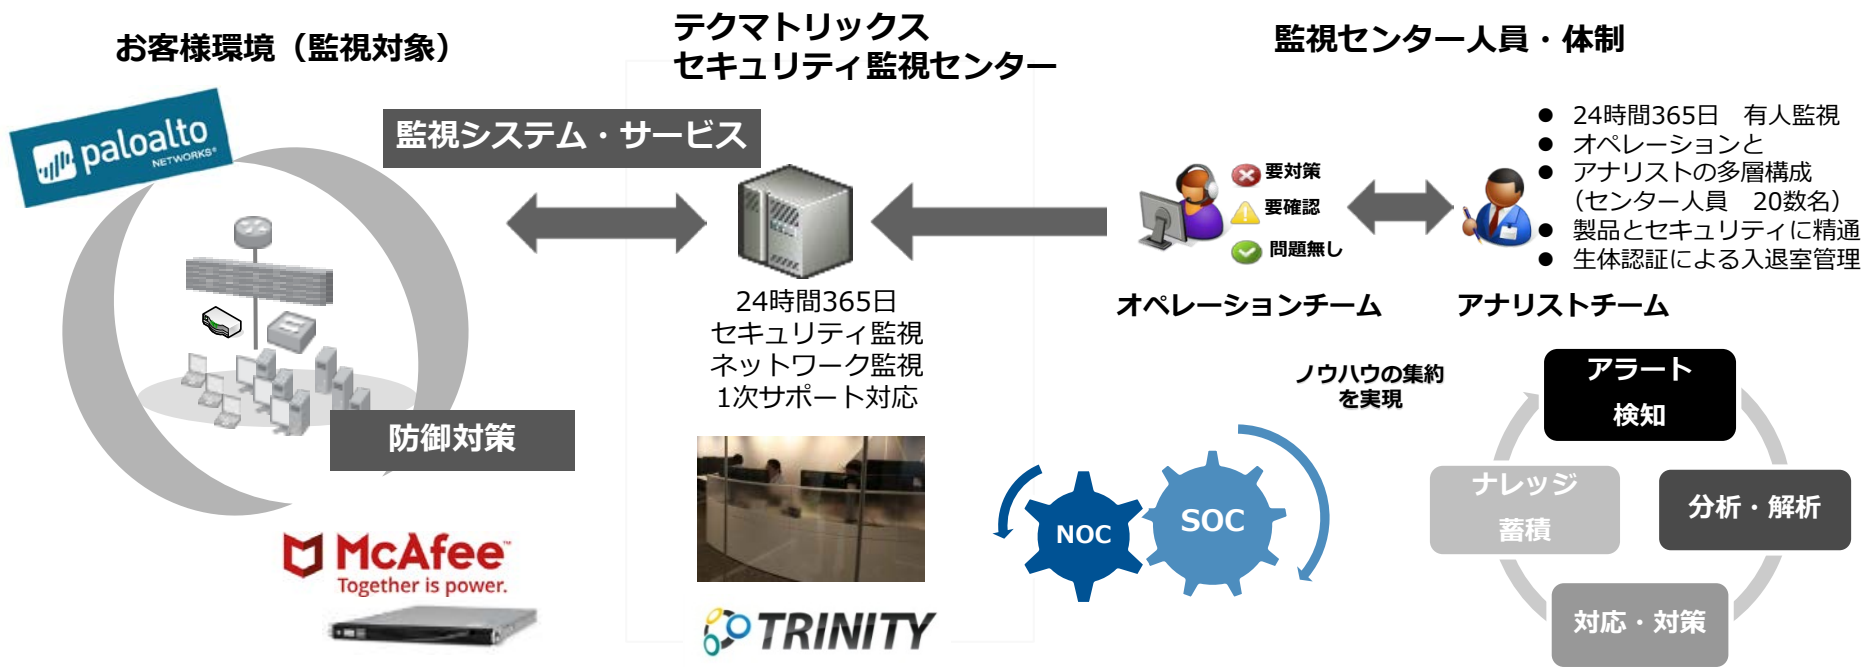 お客様環境（監視対象）
paloalto
NETWORKS®
監視システム・サービス
防御対策
McAfee™
Together is power.
テクマトリックス
セキュリティ監視センター
24時間365日
セキュリティ監視
ネットワーク監視
1次サポート対応
TRINITY
監視センター人員・体制
要対策
要確認
問題無し
オペレーションチーム
アナリストチーム
● 24時間365日　有人監視
● オペレーションと
● アナリストの多層構成
（センター人員　20数名）
● 製品とセキュリティに精通
● 生体認証による入退室管理
ノウハウの集約
を実現
NOC
SOC
アラート
検知
分析・解析
対応・対策
ナレッジ
蓄積